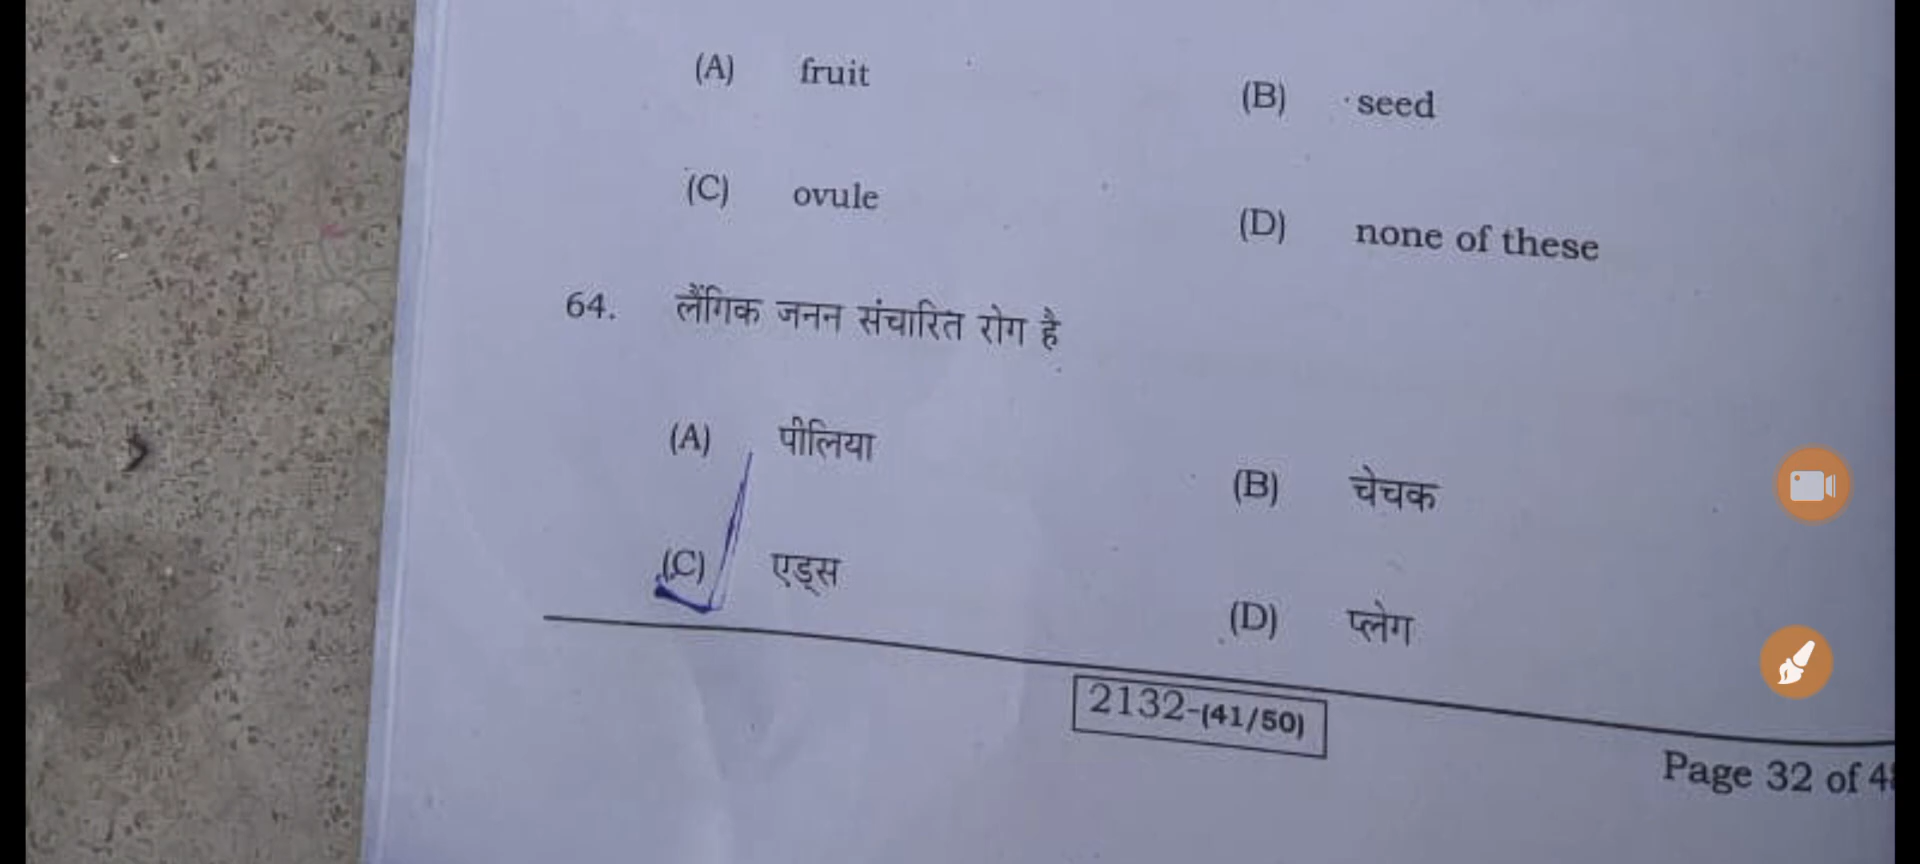 (A) fruit (B) seed
(C) ovule (D) none of these
64. लैंगिक जनन संचारित रोग है
(A) पीलिया (B) चेचक
(C) एड्स (D) प्लेग
2132-(41/50)
Page 32 of